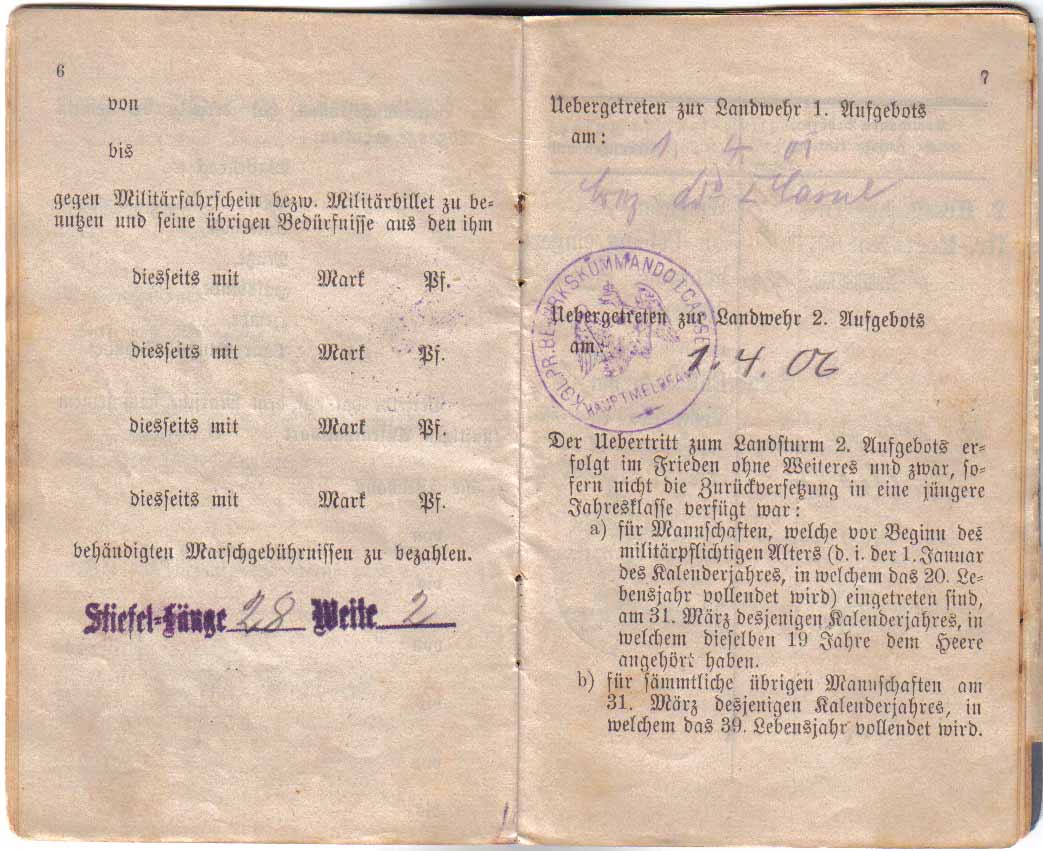 6
von
bis
gegen Militärfahrschein bezw. Militärbillet zu be-
nutzen und seine übrigen Bedürfnisse aus den ihm
diesseits mit Mark Pf.
diesseits mit Mark Pf.
diesseits mit Mark Pf.
diesseits mit Mark Pf.
behändigten Marschgebührnissen zu bezahlen.
Stiefel-Länge 28 Weite 2
7
Uebergetreten zur Landwehr 1. Aufgebots
am: 1 4 01
KGL. PR. BEZIRKSKOMMANDO I CASSEL
HAUPTMELDEAMT
Uebergetreten zur Landwehr 2. Aufgebots
am: 1. 4. 06
Der Uebertritt zum Landsturm 2. Aufgebots er-
folgt im Frieden ohne Weiteres und zwar, so-
fern nicht die Zurückversetzung in eine jüngere
Jahresklasse verfügt war:
a) für Mannschaften, welche vor Beginn des
militärpflichtigen Alters (d. i. der 1. Januar
des Kalenderjahres, in welchem das 20. Le-
bensjahr vollendet wird) eingetreten sind,
am 31. März desjenigen Kalenderjahres, in
welchem dieselben 19 Jahre dem Heere
angehört haben.
b) für sämmtliche übrigen Mannschaften am
31. März desjenigen Kalenderjahres, in
welchem das 39. Lebensjahr vollendet wird.